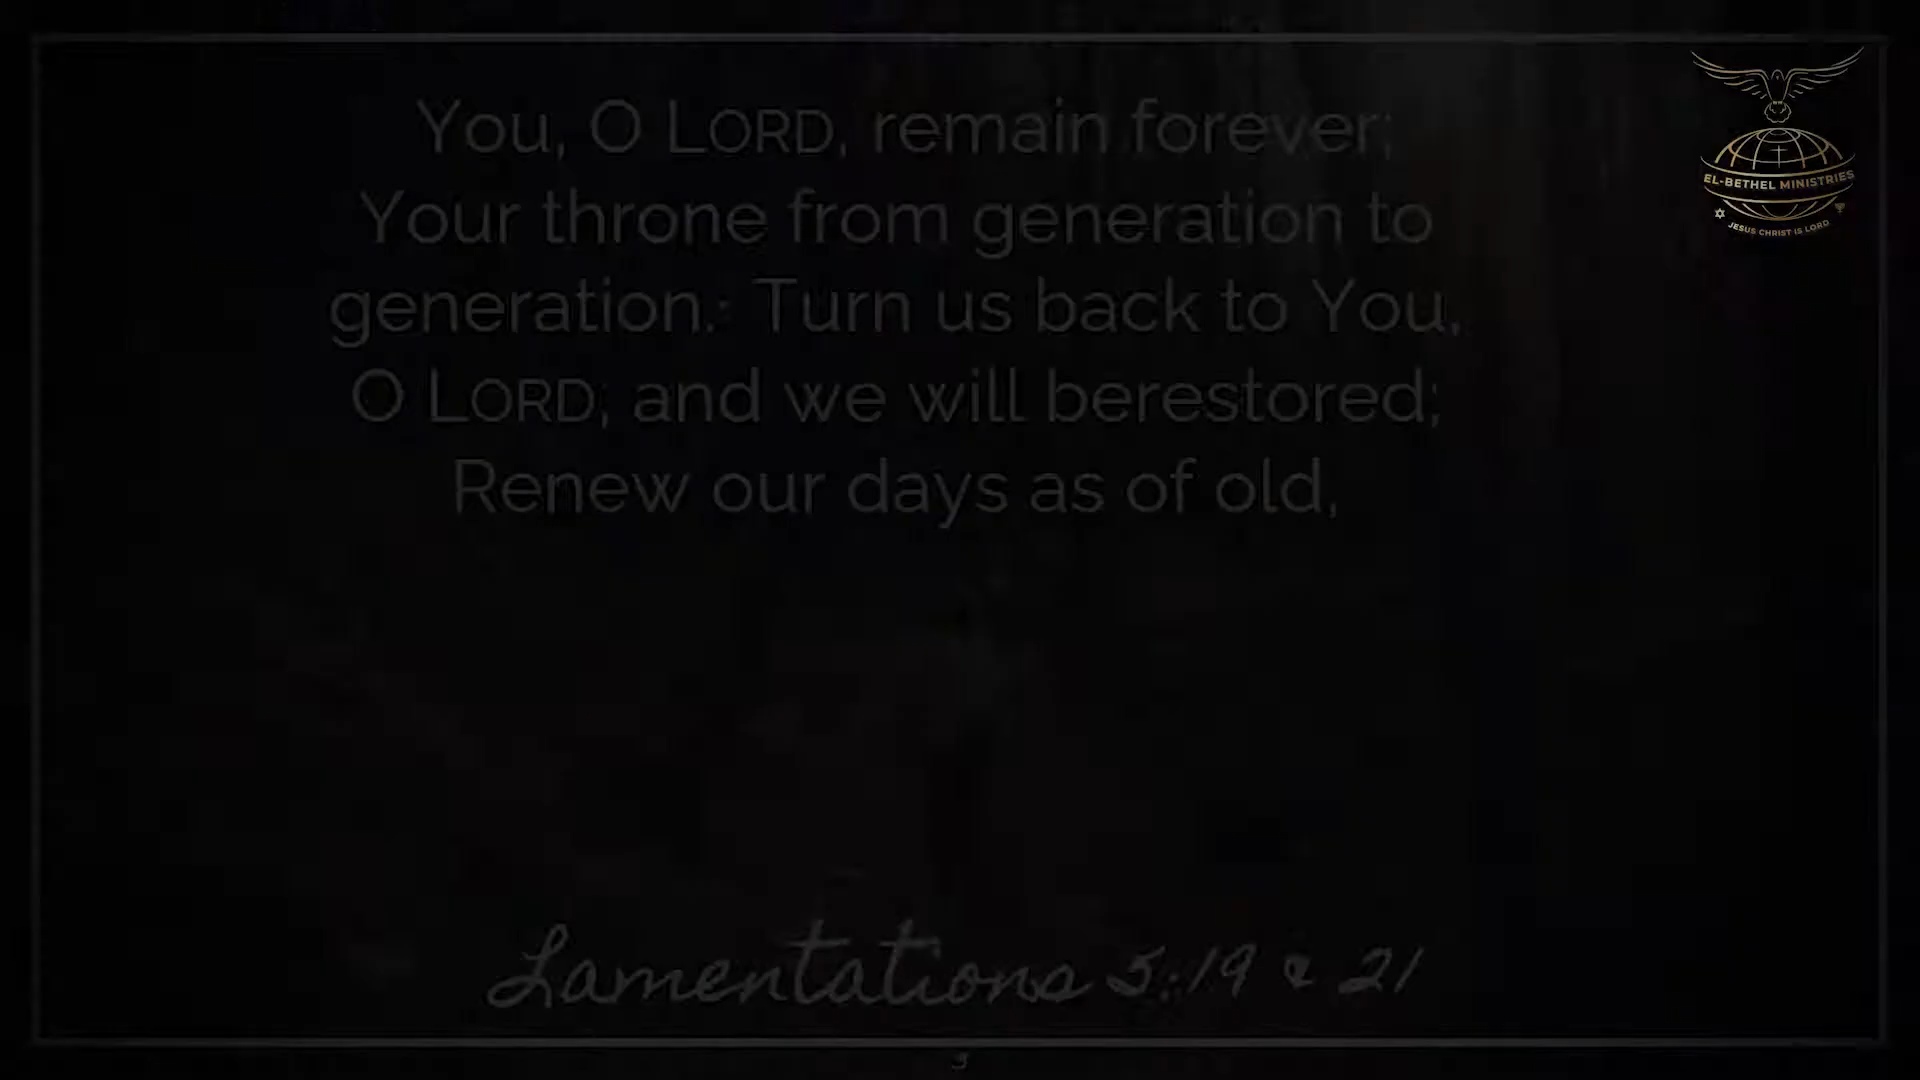 You, O LORD, remain forever;
Your throne from generation to
generation.: Turn us back to You,
O LORD; and we will berestored;
Renew our days as of old,
Lamentations 5:19 & 21
3
EL-BETHEL MINISTRIES
JESUS CHRIST IS LORD